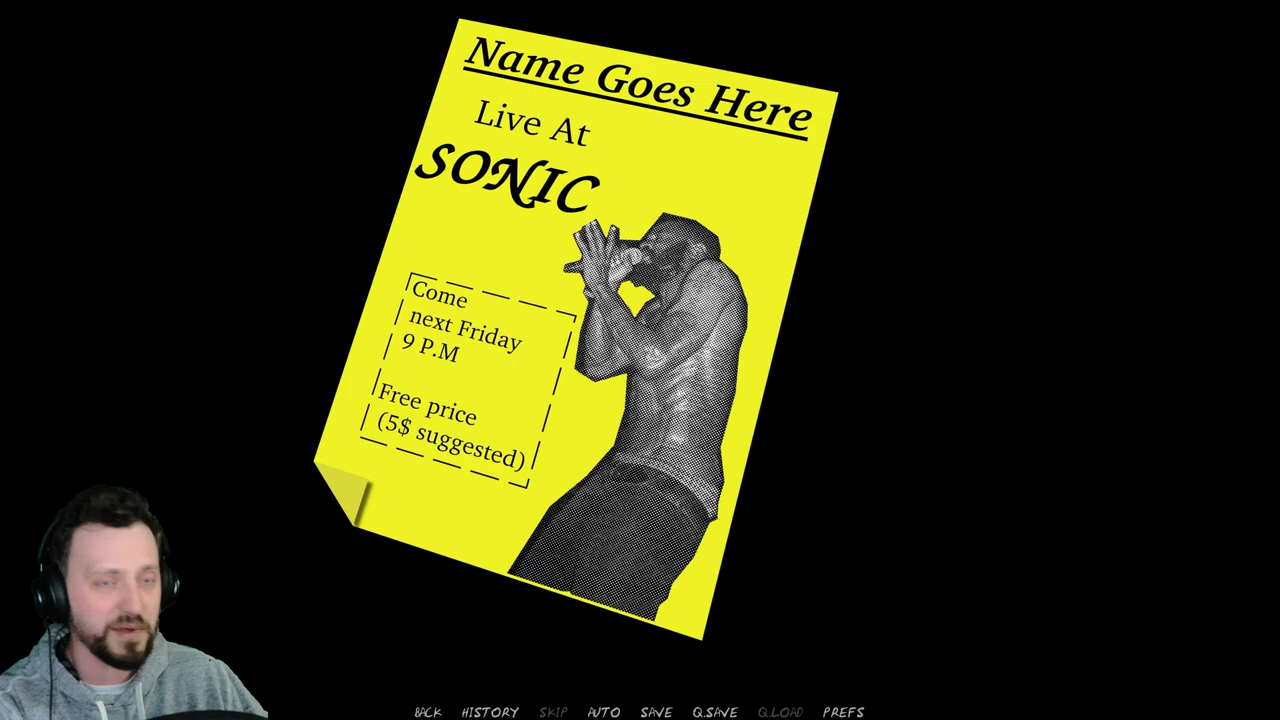 Name Goes Here
Live At
SONIC
Come
next Friday
9 P.M
Free price
(5$ suggested)
BACK HISTORY SKIP AUTO SAVE Q.SAVE Q.LOAD PREFS